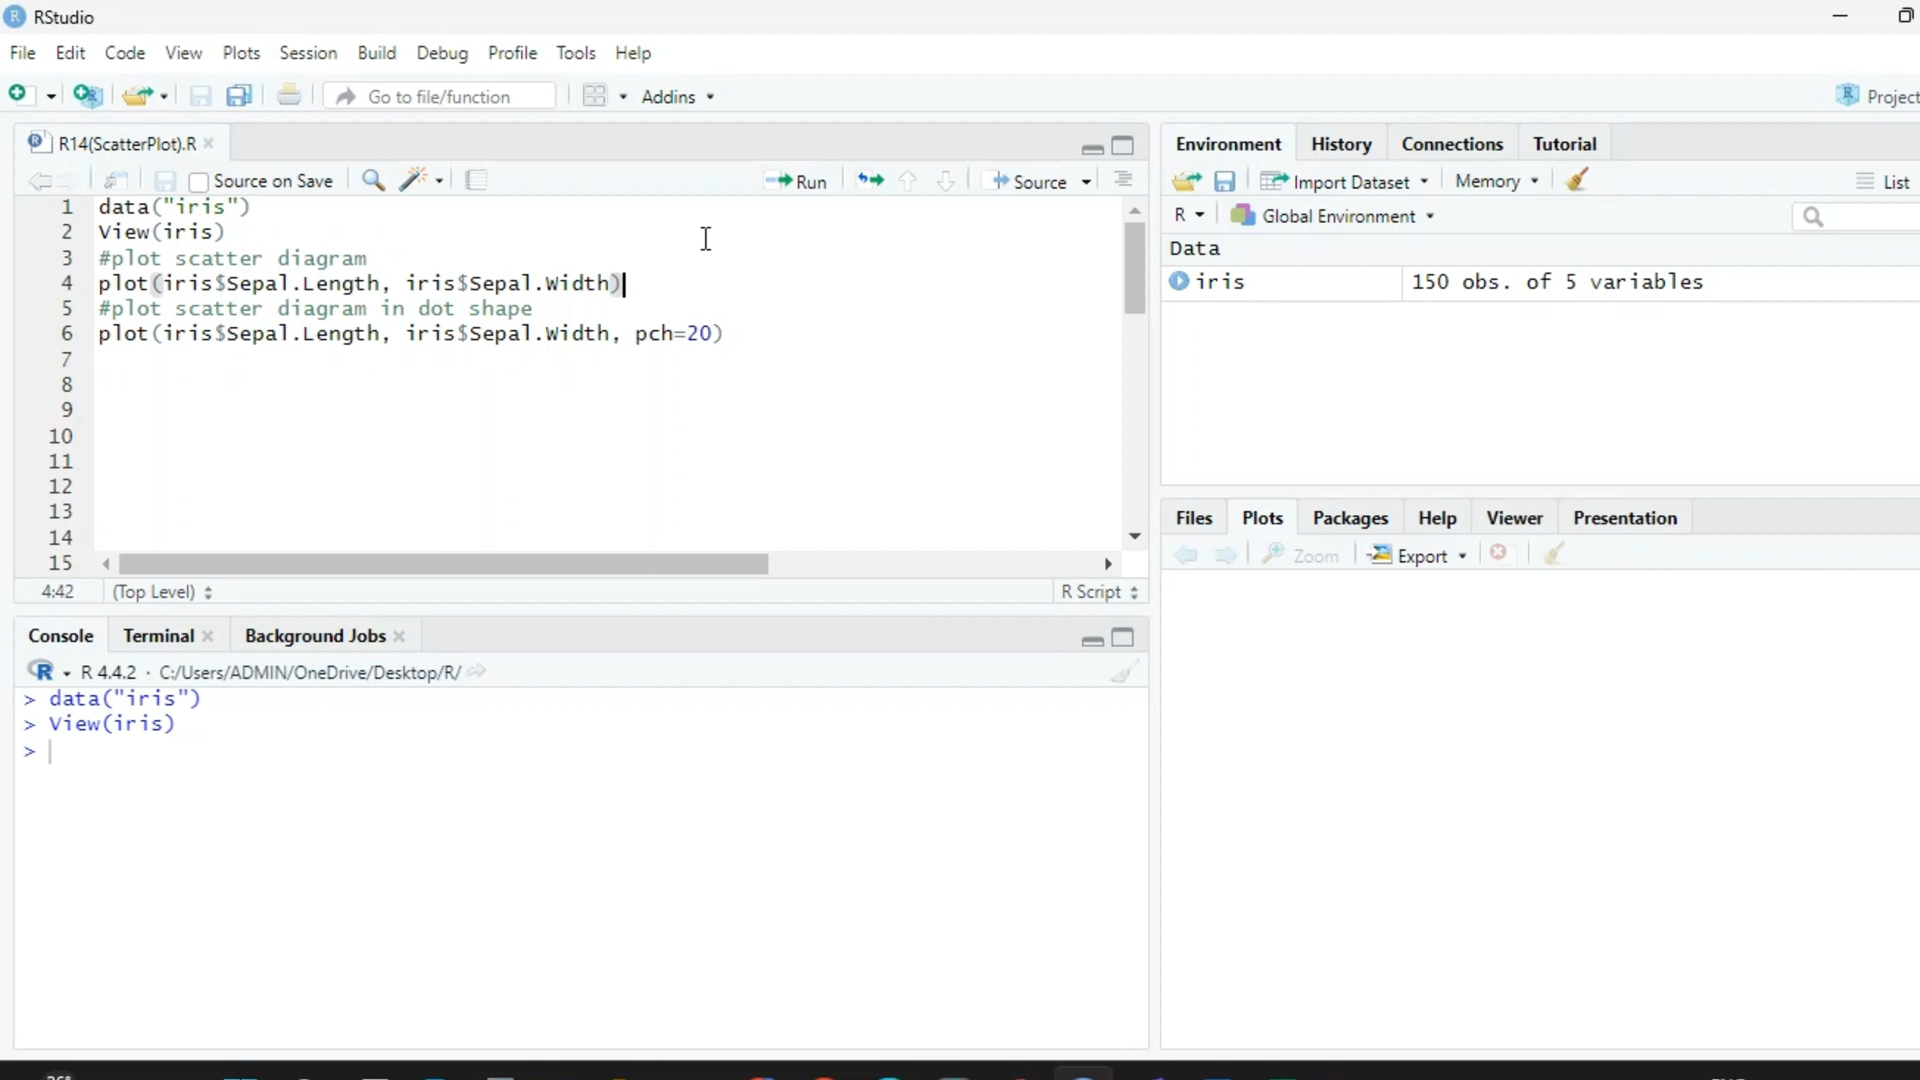 RStudio
File Edit Code View Plots Session Build Debug Profile Tools Help
Go to file/function Addins Project
R14(ScatterPlot).R
Source on Save Run Source
1 data("iris")
2 View(iris)
3 #plot scatter diagram
4 plot(iris$Sepal.Length, iris$Sepal.Width)
5 #plot scatter diagram in dot shape
6 plot(iris$Sepal.Length, iris$Sepal.Width, pch=20)
7
8
9
10
11
12
13
14
15
4:42 (Top Level) R Script
Console Terminal Background Jobs
R 4.4.2 · C:/Users/ADMIN/OneDrive/Desktop/R/
> data("iris")
> View(iris)
>
Environment History Connections Tutorial
Import Dataset Memory List
R Global Environment
Data
iris 150 obs. of 5 variables
Files Plots Packages Help Viewer Presentation
Zoom Export